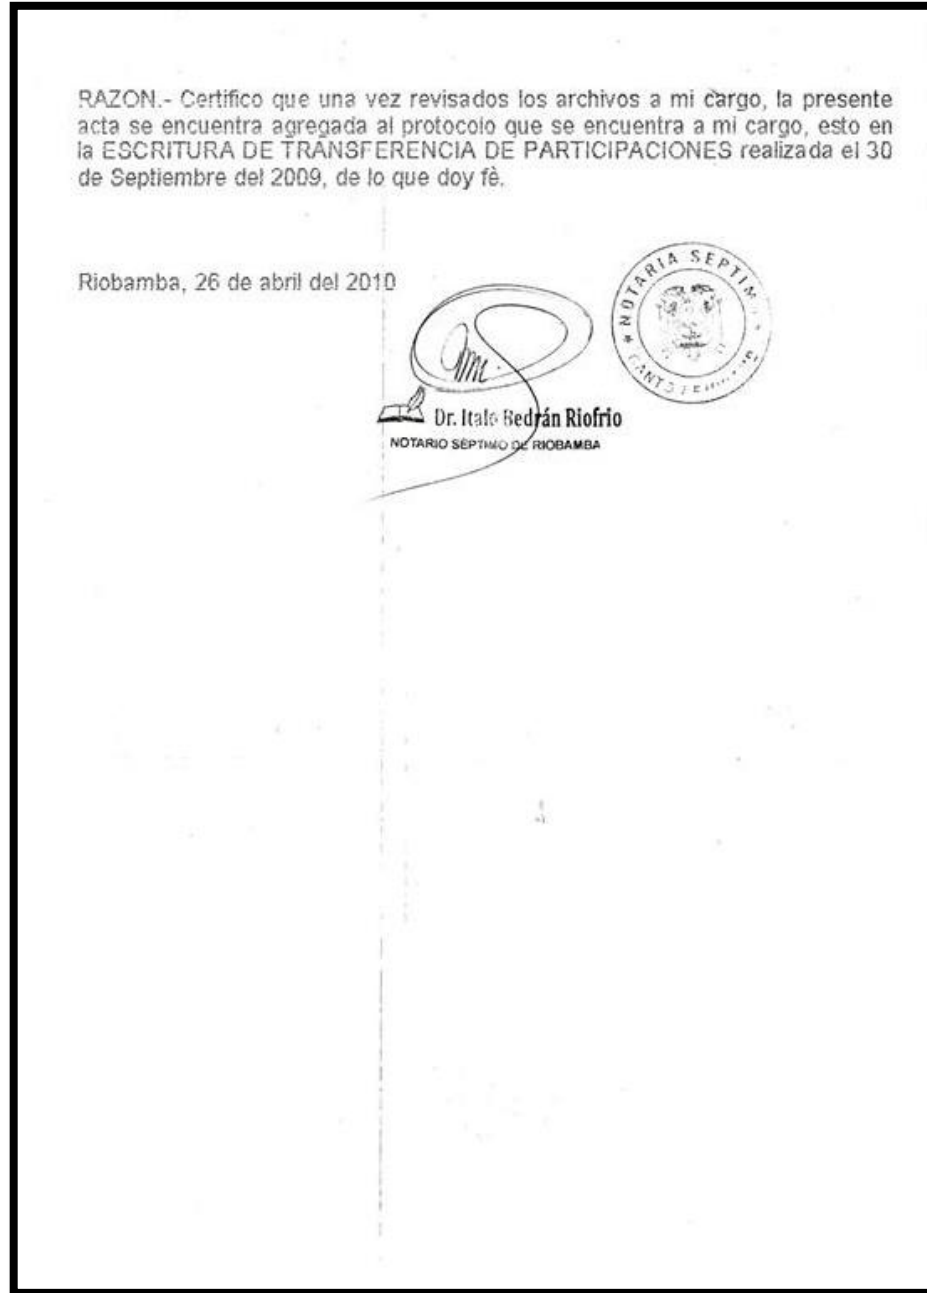 RAZON.- Certifico que una vez revisados los archivos a mi cargo, la presente
acta se encuentra agregada al protocolo que se encuentra a mi cargo, esto en
la ESCRITURA DE TRANSFERENCIA DE PARTICIPACIONES realizada el 30
de Septiembre del 2009, de lo que doy fè.
Riobamba, 26 de abril del 2010
NOTARIA SEPTIMA
Dr. Italo Bedrán Riofrio
NOTARIO SÉPTIMO DE RIOBAMBA